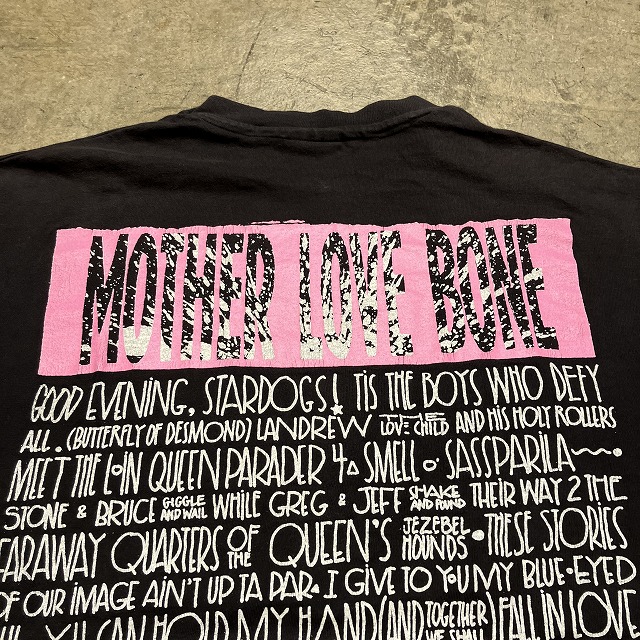 MOTHER LOVE BONE
GOOD EVENING, STARDOGS! TIS THE BOYS WHO DEFY
ALL. (BUTTERFLY OF DESMOND) LANDREW THE LOVE CHILD AND HIS HOLY ROLLERS
MEET THE LOIN QUEEN PARADER 4A SMELL O' SASSPARILA
STONE & BRUCE GIGGLE AND WAIL WHILE GREG & JEFF SHAKE AND POUND THEIR WAY 2 THE
FARAWAY QUARTERS OF THE QUEEN'S JEZEBEL HOUNDS • THESE STORIES
OF OUR IMAGE AIN'T UP TA PAR. I GIVE TO YOU MY BLUE-EYED
YOU CAN HOLD MY HAND (AND TOGETHER WE SHALL) FALL IN LOVE